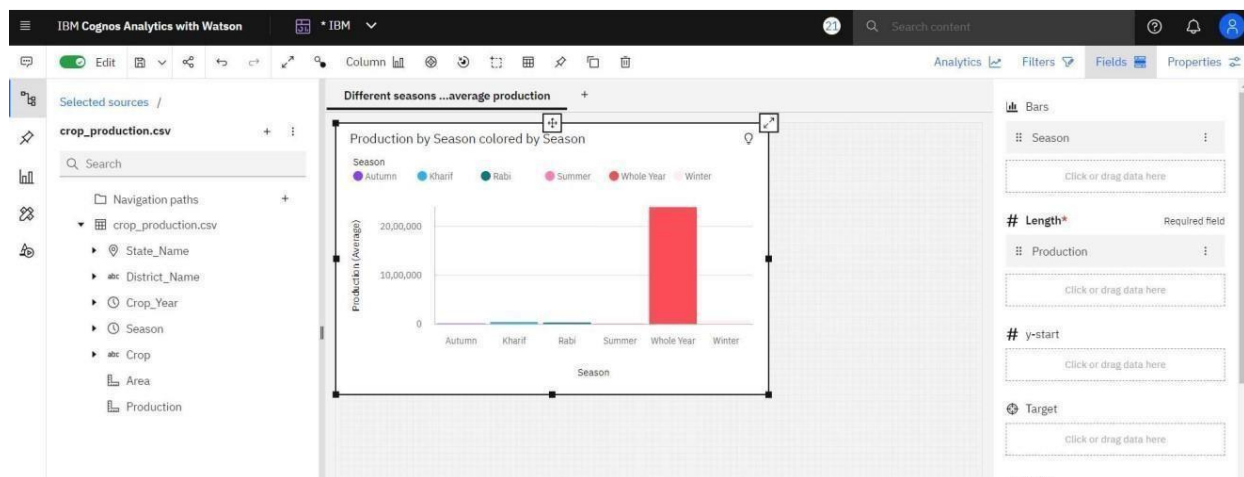 IBM Cognos Analytics with Watson
* IBM
21
Search content
Edit
Column
Analytics
Filters
Fields
Properties
Selected sources /
crop_production.csv
Search
Navigation paths
crop_production.csv
State_Name
abc District_Name
Crop_Year
Season
abc Crop
Area
Production
Different seasons ...average production
Production by Season colored by Season
Season
Autumn Kharif Rabi Summer Whole Year Winter
Production (Average)
20,00,000
10,00,000
0
Autumn Kharif Rabi Summer Whole Year Winter
Season
Bars
Season
Click or drag data here
# Length* Required field
Production
Click or drag data here
# y-start
Click or drag data here
Target
Click or drag data here